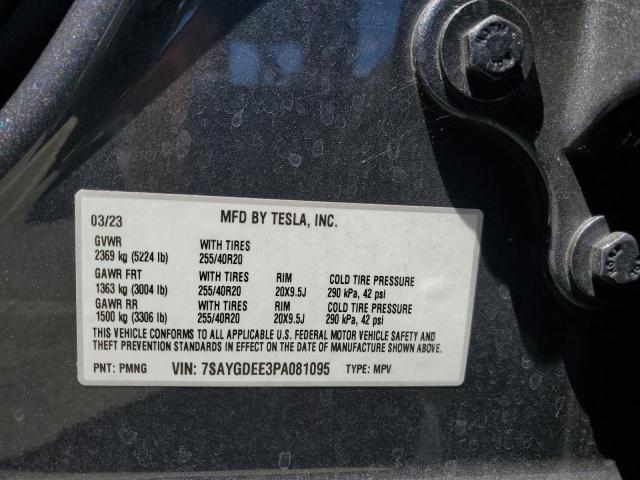 03/23 MFD BY TESLA, INC.
GVWR WITH TIRES
2369 kg (5224 lb) 255/40R20
GAWR FRT WITH TIRES RIM COLD TIRE PRESSURE
1363 kg (3004 lb) 255/40R20 20X9.5J 290 kPa, 42 psi
GAWR RR WITH TIRES RIM COLD TIRE PRESSURE
1500 kg (3306 lb) 255/40R20 20X9.5J 290 kPa, 42 psi
THIS VEHICLE CONFORMS TO ALL APPLICABLE U.S. FEDERAL MOTOR VEHICLE SAFETY AND
THEFT PREVENTION STANDARDS IN EFFECT ON THE DATE OF MANUFACTURE SHOWN ABOVE.
PNT: PMNG VIN: 7SAYGDEE3PA081095 TYPE: MPV